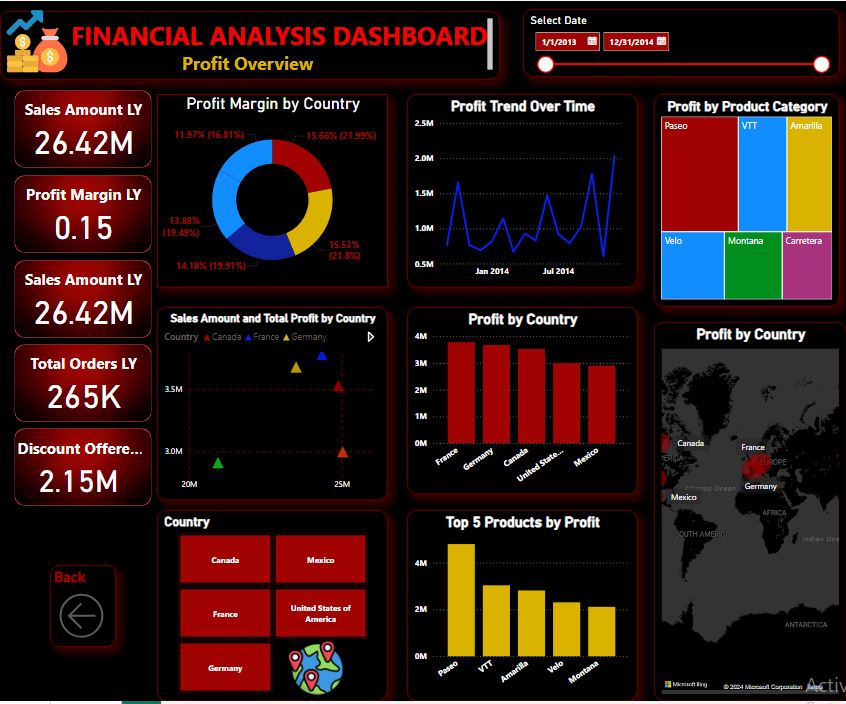 FINANCIAL ANALYSIS DASHBOARD
Profit Overview
Select Date
1/1/2013
12/31/2014
Sales Amount LY
26.42M
Profit Margin LY
0.15
Sales Amount LY
26.42M
Total Orders LY
265K
Discount Offere...
2.15M
Back
Profit Margin by Country
11.97% (16.81%)
15.66% (21.99%)
13.88%
(19.49%)
15.53%
(21.8%)
14.18% (19.91%)
Profit Trend Over Time
2.5M
2.0M
1.5M
1.0M
0.5M
Jan 2014
Jul 2014
Profit by Product Category
Paseo
VTT
Amarilla
Velo
Montana
Carretera
Sales Amount and Total Profit by Country
Country
Canada
France
Germany
3.5M
3.0M
20M
25M
Profit by Country
4M
3M
2M
1M
0M
France
Germany
Canada
United State...
Mexico
Profit by Country
Canada
France
ERICA
EUROPE
Germany
Atlantic Ocean
Mexico
AFRICA
SOUTH AMERICA
Indian Oce
ANTARCTICA
Microsoft Bing
© 2024 Microsoft Corporation
Activ
Country
Canada
Mexico
France
United States of
America
Germany
Top 5 Products by Profit
4M
2M
0M
Paseo
VTT
Amarilla
Velo
Montana